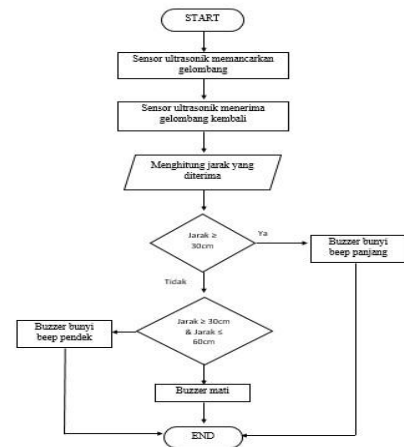 START
Sensor ultrasonik memancarkan
gelombang
Sensor ultrasonik menerima
gelombang kembali
Menghitung jarak yang
diterima
Jarak ≥
30cm
Ya
Buzzer bunyi
beep panjang
Tidak
Jarak ≥ 30cm
& Jarak ≤
60cm
Buzzer bunyi
beep pendek
Buzzer mati
END